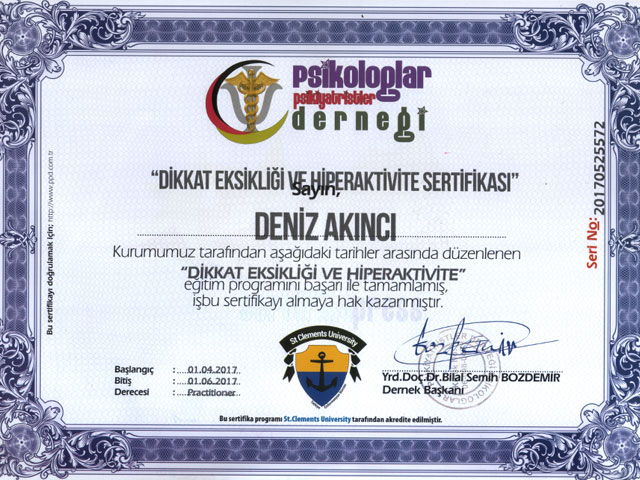 psikologlar
psikiyatristler
derneği
"DİKKAT EKSİKLİĞİ VE HİPERAKTİVİTE SERTİFİKASI"
Sayın,
DENİZ AKINCI
Kurumumuz tarafından aşağıdaki tarihler arasında düzenlenen
"DİKKAT EKSİKLİĞİ VE HİPERAKTİVİTE"
eğitim programını başarı ile tamamlamış,
işbu sertifikayı almaya hak kazanmıştır.
St.Clements University
Başlangıç : 01.04.2017
Bitiş : 01.06.2017
Derecesi : Practitioner
Yrd.Doç.Dr.Bilal Semih BOZDEMİR
Dernek Başkanı
Bu sertifika programı St.Clements University tarafından akredite edilmiştir.
Bu sertifikayı doğrulamak için: http://www.ppd.com.tr
Seri No: 20170525572